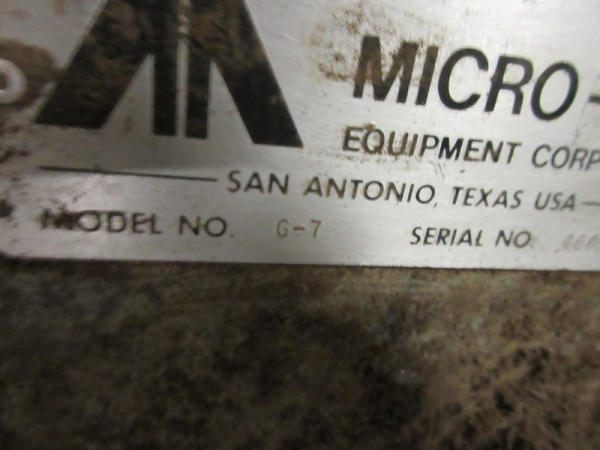 MICRO-
EQUIPMENT CORP
SAN ANTONIO, TEXAS USA
MODEL NO. G-7 SERIAL NO.